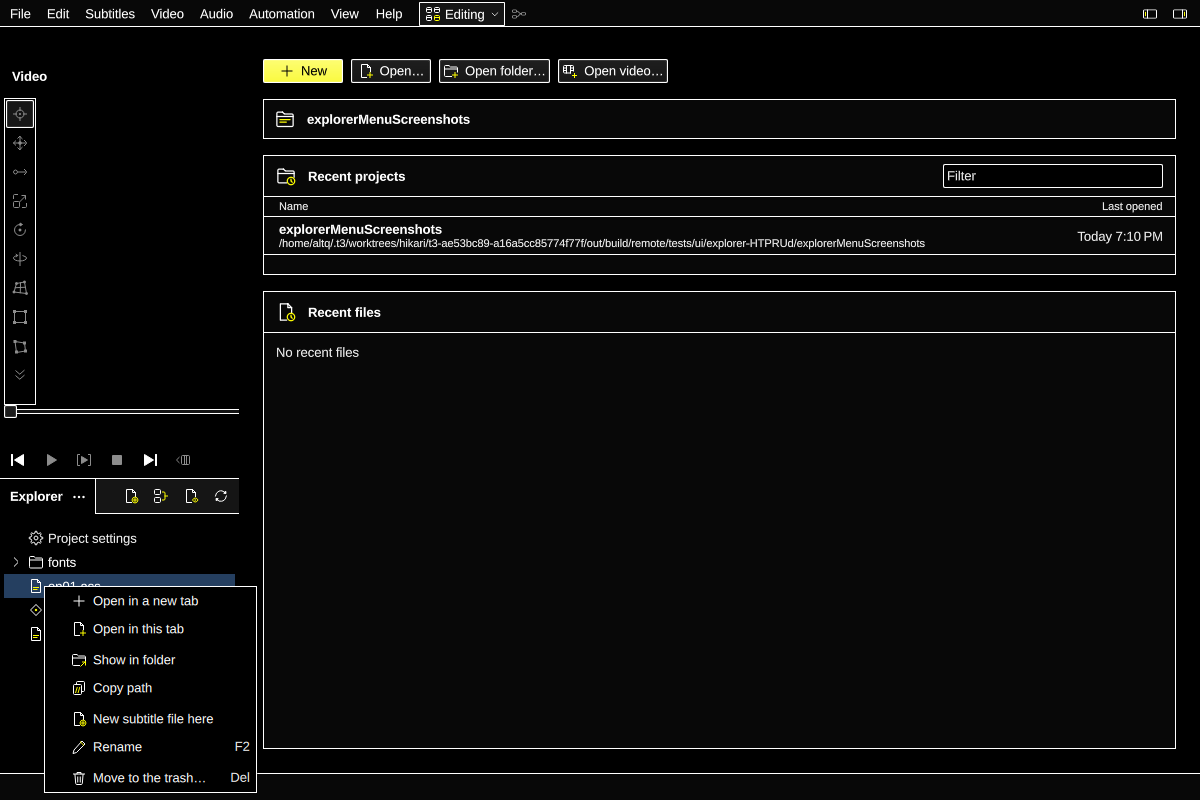 File Edit Subtitles Video Audio Automation View Help Editing
Video
New Open... Open folder... Open video...
explorerMenuScreenshots
Recent projects
Filter
Name Last opened
explorerMenuScreenshots
/home/altq/.t3/worktrees/hikari/t3-ae53bc89-a16a5cc85774f77f/out/build/remote/tests/ui/explorer-HTPRUd/explorerMenuScreenshots
Today 7:10 PM
Recent files
No recent files
Explorer ...
Project settings
fonts
Open in a new tab
Open in this tab
Show in folder
Copy path
New subtitle file here
Rename F2
Move to the trash... Del